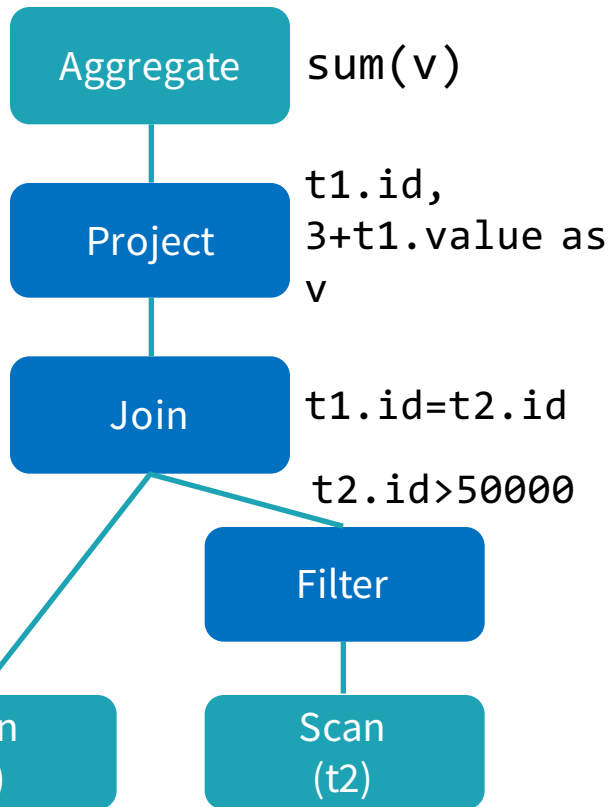 Aggregate
sum(v)
Project
t1.id,
3+t1.value as
v
Join
t1.id=t2.id
t2.id>50000
Filter
Scan
(t2)